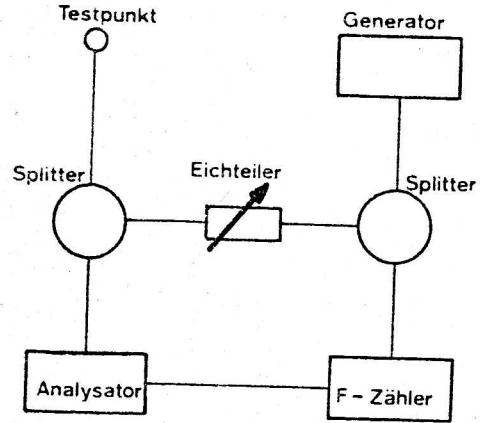 Testpunkt
Generator
Splitter
Eichteiler
Splitter
Analysator
F - Zähler